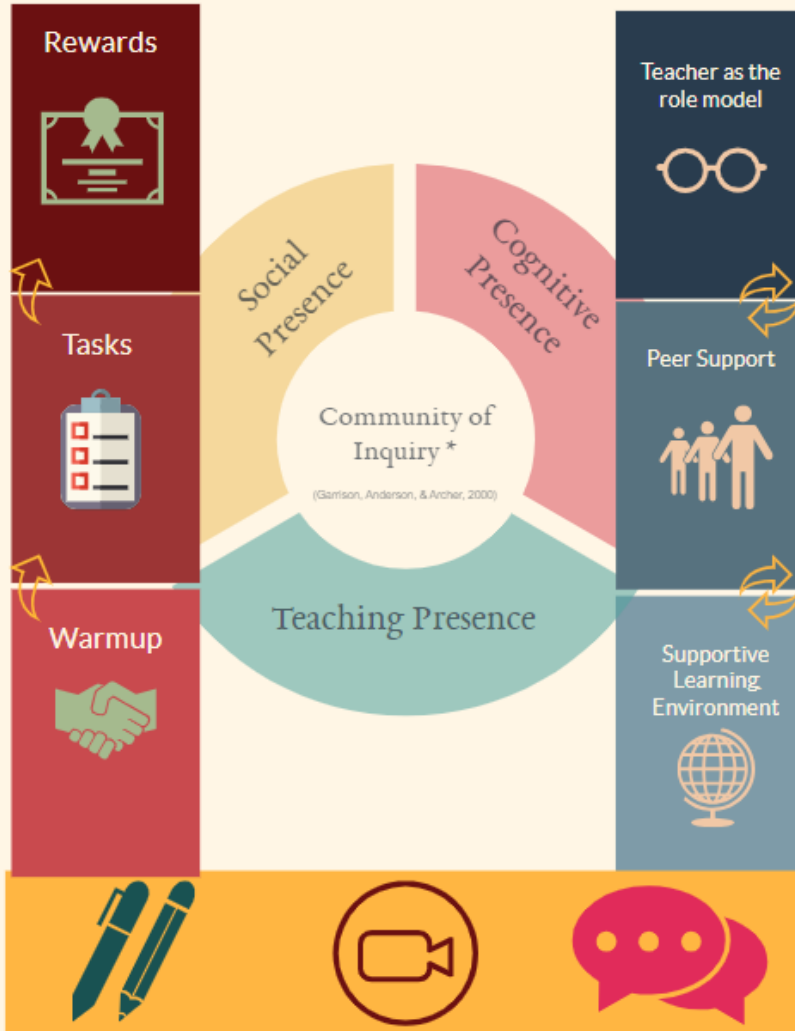 Rewards
Tasks
Warmup
Social
Presence
Cognitive
Presence
Community of
Inquiry *
(Garrison, Anderson, & Archer, 2000)
Teaching Presence
Teacher as the
role model
Peer Support
Supportive
Learning
Environment